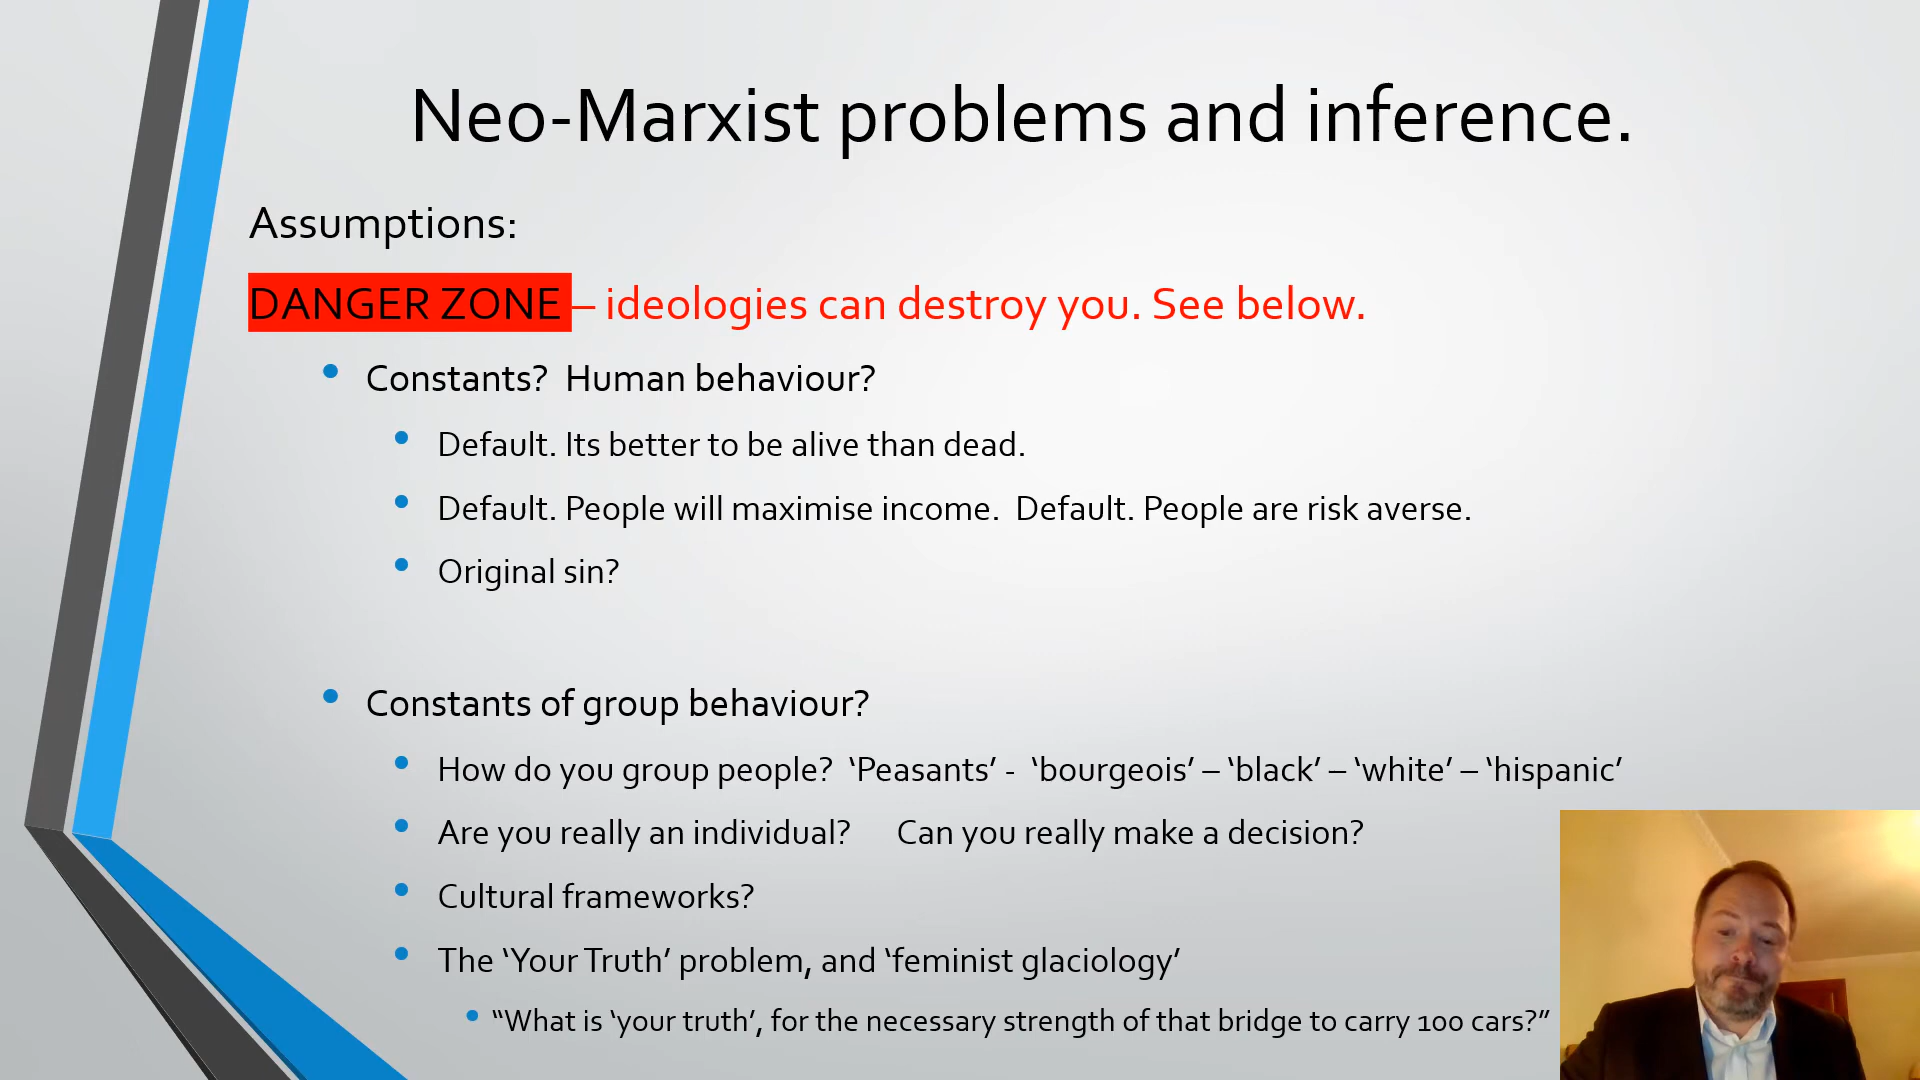 Neo-Marxist problems and inference.
Assumptions:
DANGER ZONE – ideologies can destroy you. See below.
Constants?  Human behaviour?
Default. Its better to be alive than dead.
Default. People will maximise income.  Default. People are risk averse.
Original sin?
Constants of group behaviour?
How do you group people?  ‘Peasants’ -  ‘bourgeois’ – ‘black’ – ‘white’ – ‘hispanic’
Are you really an individual?     Can you really make a decision?
Cultural frameworks?
The ‘Your Truth’ problem, and ‘feminist glaciology’
“What is ‘your truth’, for the necessary strength of that bridge to carry 100 cars?”